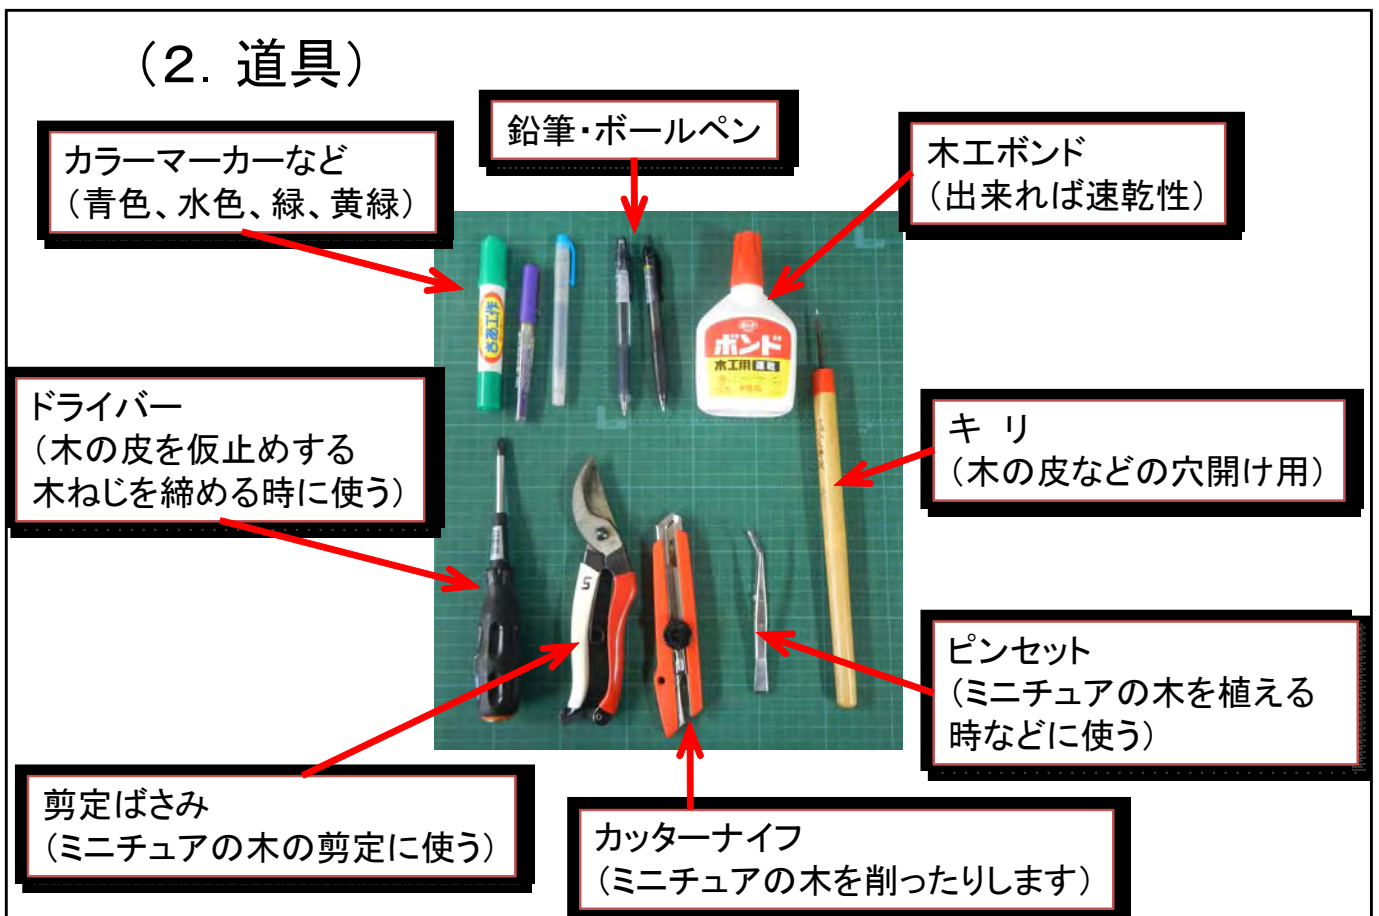 （２．道具）
鉛筆・ボールペン
カラーマーカーなど
（青色、水色、緑、黄緑）
木工ボンド
（出来れば速乾性）
ボンド
木工用 速乾
ドライバー
（木の皮を仮止めする
木ねじを締める時に使う）
キ リ
（木の皮などの穴開け用）
S
ピンセット
（ミニチュアの木を植える
時などに使う）
剪定ばさみ
（ミニチュアの木の剪定に使う）
カッターナイフ
（ミニチュアの木を削ったりします）